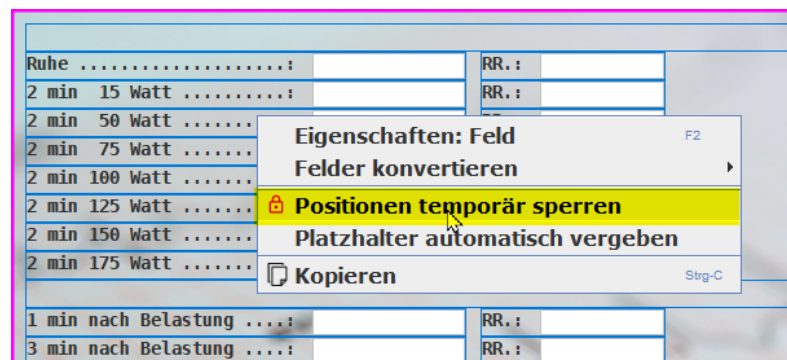 Ruhe ....................: RR.:
2 min  15 Watt ..........: RR.:
2 min  50 Watt .......
Eigenschaften: Feld F2
2 min  75 Watt .......
Felder konvertieren
2 min 100 Watt .......
2 min 125 Watt .......
Positionen temporär sperren
2 min 150 Watt .......
Platzhalter automatisch vergeben
2 min 175 Watt .......
Kopieren Strg-C
1 min nach Belastung ....: RR.:
3 min nach Belastung ....: RR.: